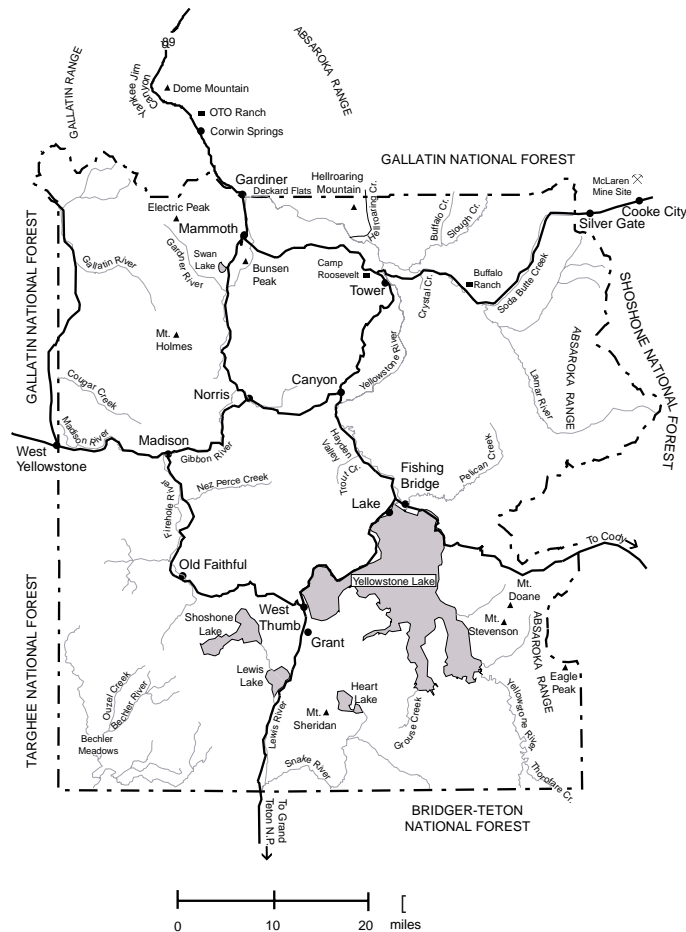 89
GALLATIN RANGE
ABSAROKA RANGE
Yankee Jim
Canyon
Dome Mountain
OTO Ranch
Corwin Springs
GALLATIN NATIONAL FOREST
Gardiner
Deckard Flats
Hellroaring
Mountain
Hellroaring Cr.
McLaren
Mine Site
Cooke City
Silver Gate
Electric Peak
Mammoth
Buffalo Cr.
Slough Cr.
GALLATIN NATIONAL FOREST
Gallatin River
Gardner River
Swan
Lake
Bunsen
Peak
Camp
Roosevelt
Tower
Crystal Cr.
Buffalo
Ranch
Soda Butte Creek
SHOSHONE NATIONAL FOREST
Mt.
Holmes
Yellowstone River
ABSAROKA RANGE
Lamar River
Cougar Creek
Norris
Canyon
Madison River
West
Yellowstone
Madison
Gibbon River
Hayden
Valley
Trout Cr.
Fishing
Bridge
Pelican
Creek
Nez Perce Creek
Firehole River
Lake
To Cody
Old Faithful
Yellowstone Lake
Mt.
Doane
Mt.
Stevenson
West
Thumb
Grant
Shoshone
Lake
Lewis
Lake
Heart
Lake
Mt.
Sheridan
ABSAROKA RANGE
Eagle
Peak
TARGHEE NATIONAL FOREST
Ouzel Creek
Bechler River
Bechler
Meadows
Lewis River
Snake River
Grouse Creek
Yellowstone River
Thorofare Cr.
To Grand
Teton N.P.
BRIDGER-TETON
NATIONAL FOREST
0 10 20 miles